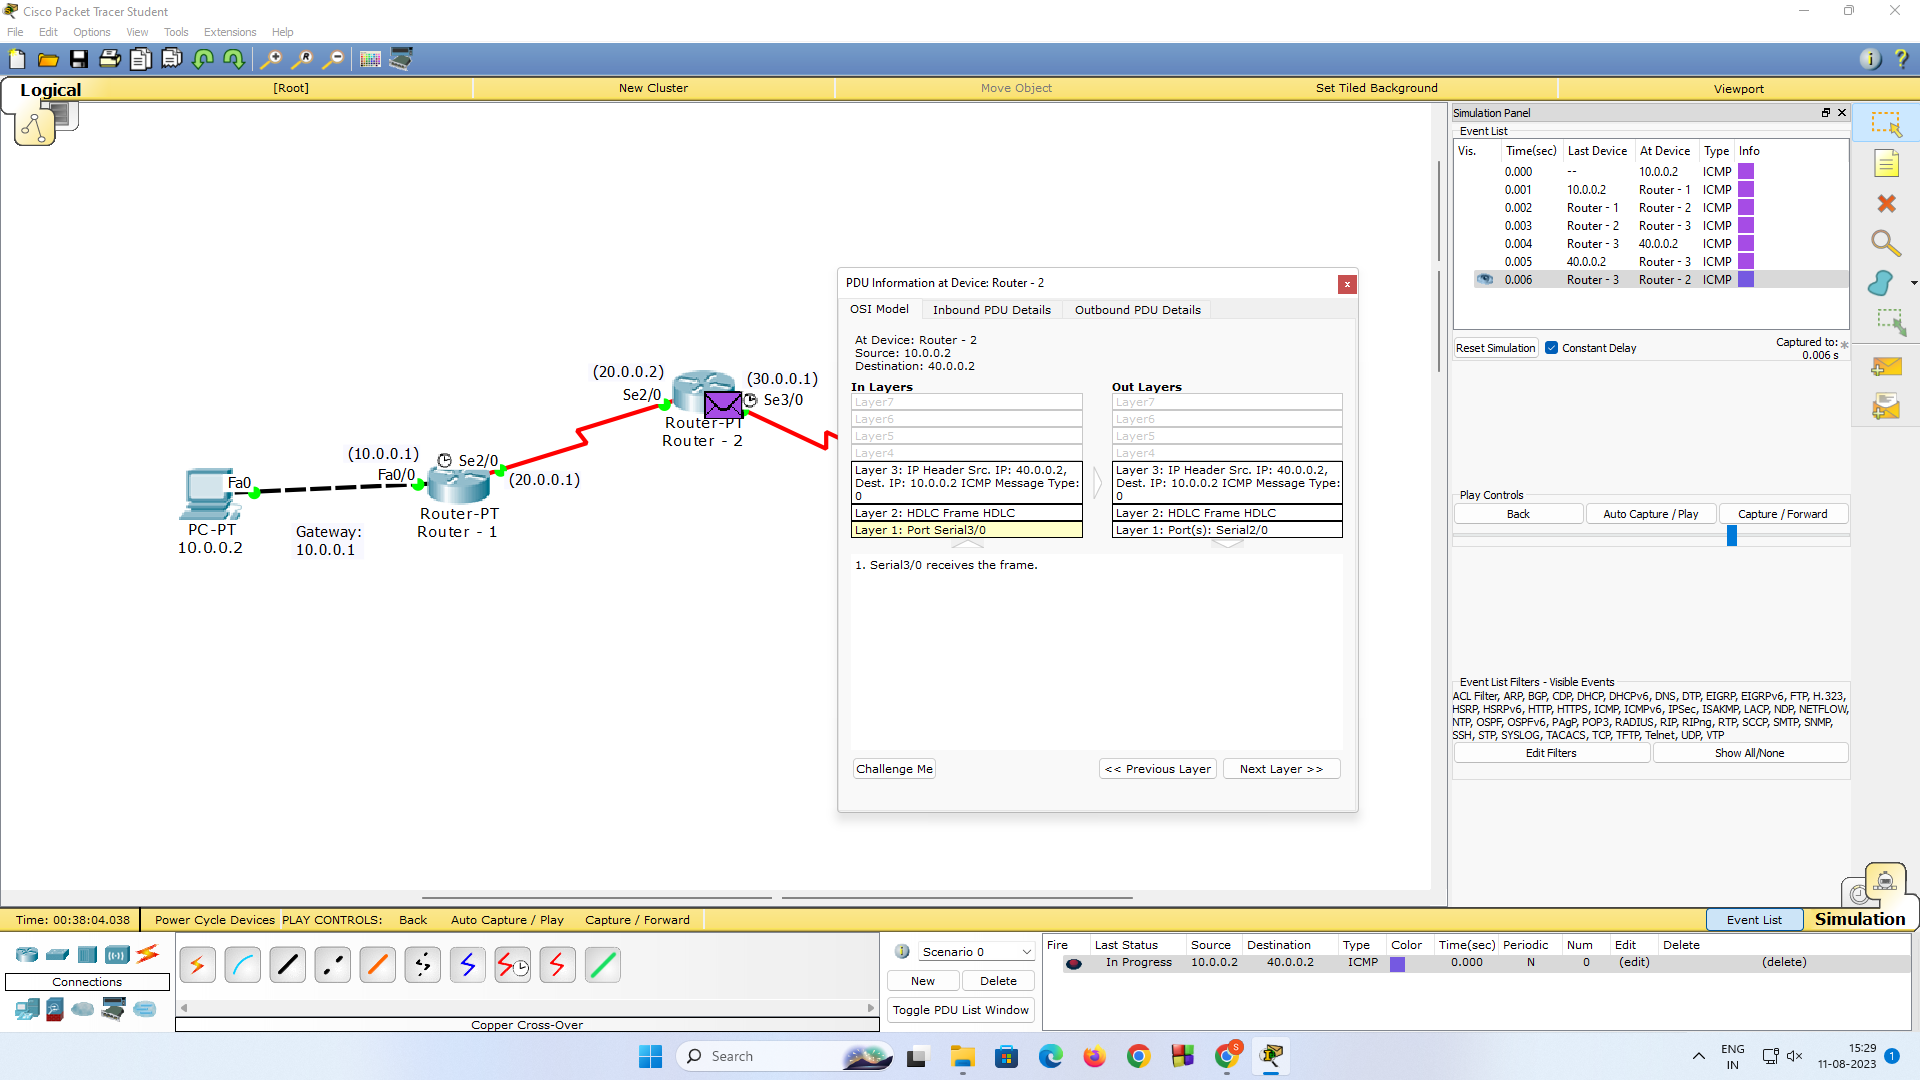 Cisco Packet Tracer Student
File Edit Options View Tools Extensions Help
Logical [Root] New Cluster Move Object Set Tiled Background Viewport
Simulation Panel
Event List
Vis. Time(sec) Last Device At Device Type Info
0.000 -- 10.0.0.2 ICMP
0.001 10.0.0.2 Router - 1 ICMP
0.002 Router - 1 Router - 2 ICMP
0.003 Router - 2 Router - 3 ICMP
0.004 Router - 3 40.0.0.2 ICMP
0.005 40.0.0.2 Router - 3 ICMP
0.006 Router - 3 Router - 2 ICMP
Reset Simulation Constant Delay Captured to: *
0.006 s
Play Controls
Back Auto Capture / Play Capture / Forward
Event List Filters - Visible Events
ACL Filter, ARP, BGP, CDP, DHCP, DHCPv6, DNS, DTP, EIGRP, EIGRPv6, FTP, H.323,
HSRP, HSRPv6, HTTP, HTTPS, ICMP, ICMPv6, IPSec, ISAKMP, LACP, NDP, NETFLOW,
NTP, OSPF, OSPFv6, PAgP, POP3, RADIUS, RIP, RIPng, RTP, SCCP, SMTP, SNMP,
SSH, STP, SYSLOG, TACACS, TCP, TFTP, Telnet, UDP, VTP
Edit Filters Show All/None
(20.0.0.2) (30.0.0.1)
Se2/0 Se3/0
Router-PT
Router - 2
(10.0.0.1) Se2/0
Fa0 Fa0/0 (20.0.0.1)
Router-PT
Router - 1
PC-PT
10.0.0.2
Gateway:
10.0.0.1
PDU Information at Device: Router - 2
x
OSI Model Inbound PDU Details Outbound PDU Details
At Device: Router - 2
Source: 10.0.0.2
Destination: 40.0.0.2
In Layers
Layer7
Layer6
Layer5
Layer4
Layer 3: IP Header Src. IP: 40.0.0.2,
Dest. IP: 10.0.0.2 ICMP Message Type:
0
Layer 2: HDLC Frame HDLC
Layer 1: Port Serial3/0
Out Layers
Layer7
Layer6
Layer5
Layer4
Layer 3: IP Header Src. IP: 40.0.0.2,
Dest. IP: 10.0.0.2 ICMP Message Type:
0
Layer 2: HDLC Frame HDLC
Layer 1: Port(s): Serial2/0
1. Serial3/0 receives the frame.
Challenge Me << Previous Layer Next Layer >>
Time: 00:38:04.038 Power Cycle Devices PLAY CONTROLS: Back Auto Capture / Play Capture / Forward Event List Simulation
Connections
Copper Cross-Over
Scenario 0
New Delete
Toggle PDU List Window
Fire Last Status Source Destination Type Color Time(sec) Periodic Num Edit Delete
In Progress 10.0.0.2 40.0.0.2 ICMP 0.000 N 0 (edit) (delete)
Search
S
ENG
IN
15:29
11-08-2023
1